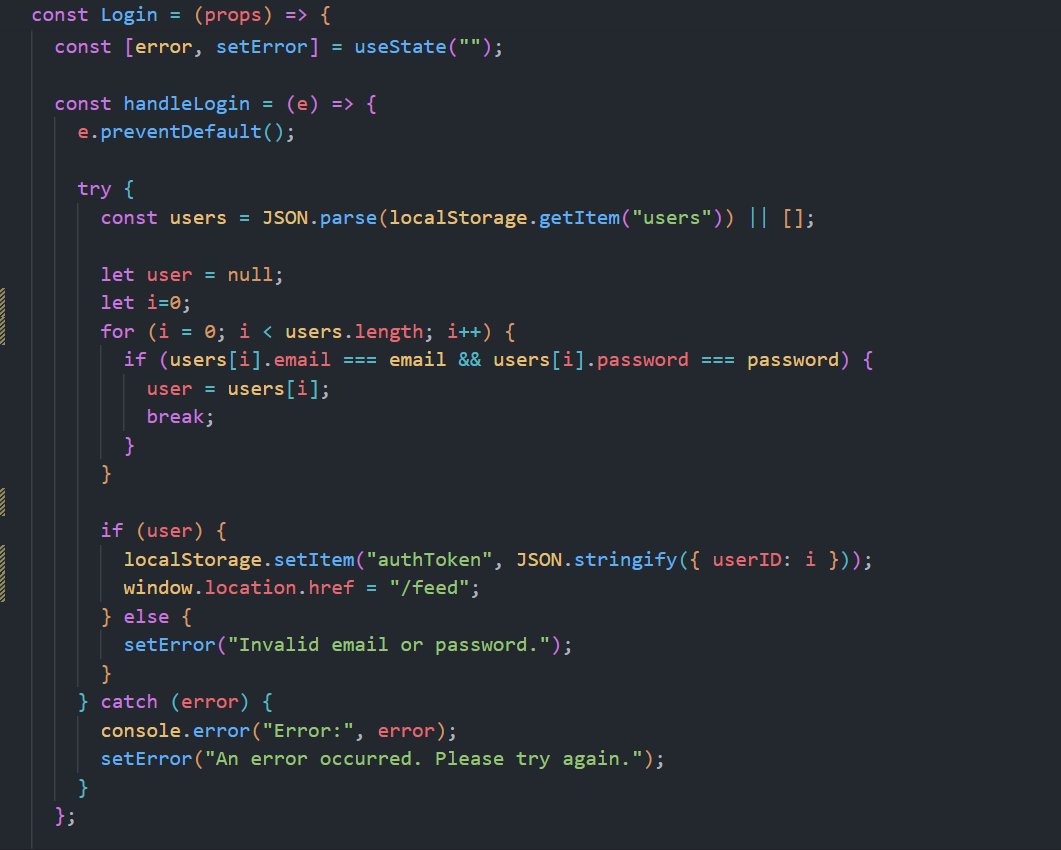 const Login = (props) => {
const [error, setError] = useState("");
const handleLogin = (e) => {
e.preventDefault();
try {
const users = JSON.parse(localStorage.getItem("users")) || [];
let user = null;
let i=0;
for (i = 0; i < users.length; i++) {
if (users[i].email === email && users[i].password === password) {
user = users[i];
break;
}
}
if (user) {
localStorage.setItem("authToken", JSON.stringify({ userID: i }));
window.location.href = "/feed";
} else {
setError("Invalid email or password.");
}
} catch (error) {
console.error("Error:", error);
setError("An error occurred. Please try again.");
}
};